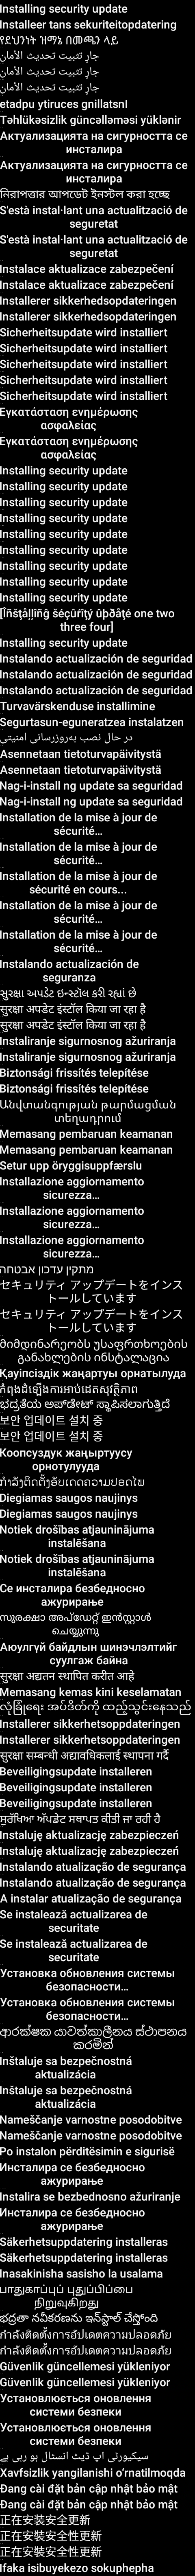 Installing security update
Installeer tans sekuriteitopdatering
የደህንነት ዝማኔ በመጫን ላይ
جارٍ تثبيت تحديث الأمان
جارٍ تثبيت تحديث الأمان
جارٍ تثبيت تحديث الأمان
etadpu ytiruces gnillatsnI
Təhlükəsizlik güncəlləməsi yüklənir
Актуализацията на сигурността се
инсталира
Актуализацията на сигурността се
инсталира
নিরাপত্তার আপডেট ইনস্টল করা হচ্ছে
S'està instal·lant una actualització de
seguretat
S'està instal·lant una actualització de
seguretat
Instalace aktualizace zabezpečení
Instalace aktualizace zabezpečení
Installerer sikkerhedsopdateringen
Installerer sikkerhedsopdateringen
Sicherheitsupdate wird installiert
Sicherheitsupdate wird installiert
Sicherheitsupdate wird installiert
Sicherheitsupdate wird installiert
Sicherheitsupdate wird installiert
Εγκατάσταση ενημέρωσης
ασφαλείας
Εγκατάσταση ενημέρωσης
ασφαλείας
Installing security update
Installing security update
Installing security update
Installing security update
Installing security update
Installing security update
Installing security update
Installing security update
Installing security update
[Îñšţåļļîñĝ šéçûŕîţý ûþðåţé one two
three four]
Installing security update
Instalando actualización de seguridad
Instalando actualización de seguridad
Instalando actualización de seguridad
Turvavärskenduse installimine
Segurtasun-eguneratzea instalatzen
در حال نصب به‌روزرسانی امنیتی
Asennetaan tietoturvapäivitystä
Asennetaan tietoturvapäivitystä
Nag-i-install ng update sa seguridad
Nag-i-install ng update sa seguridad
Installation de la mise à jour de
sécurité…
Installation de la mise à jour de
sécurité…
Installation de la mise à jour de
sécurité en cours...
Installation de la mise à jour de
sécurité…
Installation de la mise à jour de
sécurité…
Instalando actualización de
seguranza
સુરક્ષા અપડેટ ઇન્સ્ટૉલ કરી રહ્યાં છે
सुरक्षा अपडेट इंस्टॉल किया जा रहा है
सुरक्षा अपडेट इंस्टॉल किया जा रहा है
Instaliranje sigurnosnog ažuriranja
Instaliranje sigurnosnog ažuriranja
Biztonsági frissítés telepítése
Biztonsági frissítés telepítése
Անվտանգության թարմացման
տեղադրում
Memasang pembaruan keamanan
Memasang pembaruan keamanan
Setur upp öryggisuppfærslu
Installazione aggiornamento
sicurezza…
Installazione aggiornamento
sicurezza…
Installazione aggiornamento
sicurezza…
מתקין עדכון אבטחה
セキュリティ アップデートをインス
トールしています
セキュリティ アップデートをインス
トールしています
მიმდინარეობს უსაფრთხოების
განახლების ინსტალაცია
Қауіпсіздік жаңартуы орнатылуда
កំពុងដំឡើងការអាប់ដេតសុវត្ថិភាព
ಭದ್ರತೆಯ ಅಪ್‌ಡೇಟ್‌ ಸ್ಥಾಪಿಸಲಾಗುತ್ತಿದೆ
보안 업데이트 설치 중
보안 업데이트 설치 중
Коопсуздук жаңыртуусу
орнотулууда
ກຳລັງຕິດຕັ້ງອັບເດດຄວາມປອດໄພ
Diegiamas saugos naujinys
Diegiamas saugos naujinys
Notiek drošības atjauninājuma
instalēšana
Notiek drošības atjauninājuma
instalēšana
Се инсталира безбедносно
ажурирање
സുരക്ഷാ അപ്ഡേറ്റ് ഇൻസ്റ്റാൾ
ചെയ്യുന്നു
Аюулгүй байдлын шинэчлэлтийг
суулгаж байна
सुरक्षा अद्यतन स्थापित करीत आहे
Memasang kemas kini keselamatan
လုံခြုံရေး အပ်ဒိတ်ကို ထည့်သွင်းနေသည်
Installerer sikkerhetsoppdateringen
Installerer sikkerhetsoppdateringen
सुरक्षा सम्बन्धी अद्यावधिकलाई स्थापना गर्दै
Beveiligingsupdate installeren
Beveiligingsupdate installeren
Beveiligingsupdate installeren
ਸੁਰੱਖਿਆ ਅੱਪਡੇਟ ਸਥਾਪਤ ਕੀਤੀ ਜਾ ਰਹੀ ਹੈ
Instaluję aktualizację zabezpieczeń
Instaluję aktualizację zabezpieczeń
Instalando atualização de segurança
Instalando atualização de segurança
A instalar atualização de segurança
Se instalează actualizarea de
securitate
Se instalează actualizarea de
securitate
Установка обновления системы
безопасности…
Установка обновления системы
безопасности…
ආරක්ෂක යාවත්කාලීනය ස්ථාපනය
කරමින්
Inštaluje sa bezpečnostná
aktualizácia
Inštaluje sa bezpečnostná
aktualizácia
Nameščanje varnostne posodobitve
Nameščanje varnostne posodobitve
Po instalon përditësimin e sigurisë
Инсталира се безбедносно
ажурирање
Instalira se bezbednosno ažuriranje
Инсталира се безбедносно
ажурирање
Säkerhetsuppdatering installeras
Säkerhetsuppdatering installeras
Inasakinisha sasisho la usalama
பாதுகாப்புப் புதுப்பிப்பை
நிறுவுகிறது
భద్రతా నవీకరణను ఇన్‌స్టాల్ చేస్తోంది
กำลังติดตั้งการอัปเดตความปลอดภัย
กำลังติดตั้งการอัปเดตความปลอดภัย
Güvenlik güncellemesi yükleniyor
Güvenlik güncellemesi yükleniyor
Установлюється оновлення
системи безпеки
Установлюється оновлення
системи безпеки
سیکیورٹی اپ ڈیٹ انسٹال ہو رہی ہے
Xavfsizlik yangilanishi o‘rnatilmoqda
Đang cài đặt bản cập nhật bảo mật
Đang cài đặt bản cập nhật bảo mật
正在安装安全更新
正在安裝安全性更新
正在安裝安全性更新
Ifaka isibuyekezo sokuphepha